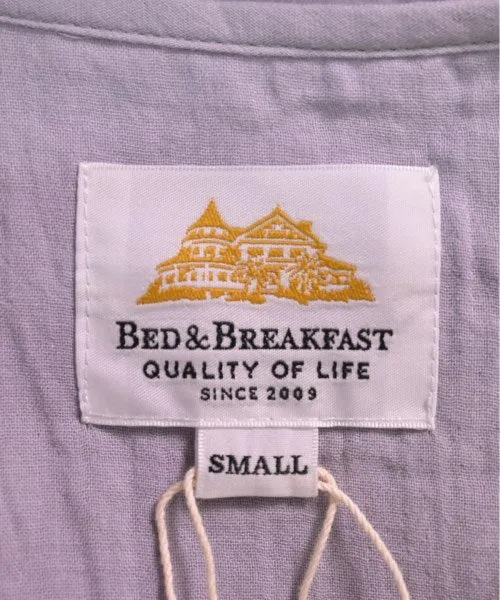 BED & BREAKFAST
QUALITY OF LIFE
SINCE 2009
SMALL